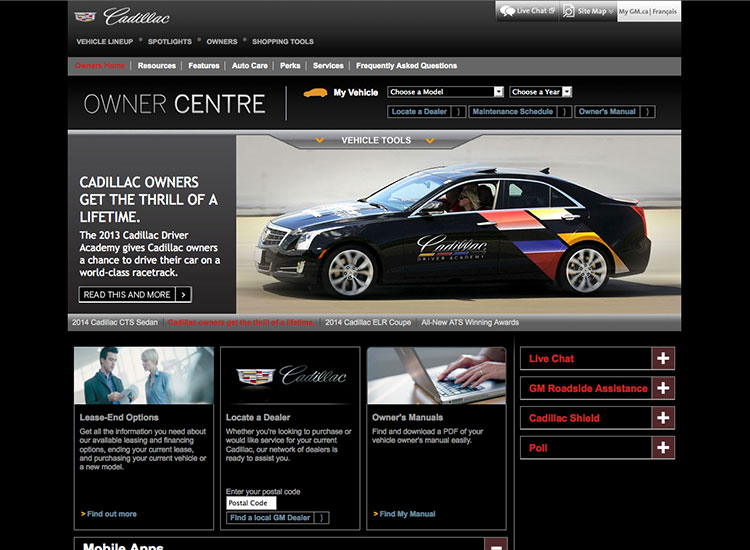 Cadillac
Live Chat
Site Map
My GM.ca | Français
VEHICLE LINEUP
SPOTLIGHTS
OWNERS
SHOPPING TOOLS
Owners Home
Resources
Features
Auto Care
Perks
Services
Frequently Asked Questions
OWNER CENTRE
My Vehicle
Choose a Model
Choose a Year
Locate a Dealer
Maintenance Schedule
Owner's Manual
VEHICLE TOOLS
CADILLAC OWNERS
GET THE THRILL OF A
LIFETIME.
The 2013 Cadillac Driver
Academy gives Cadillac owners
a chance to drive their car on a
world-class racetrack.
READ THIS AND MORE >
Cadillac
DRIVER ACADEMY
2014 Cadillac CTS Sedan
Cadillac owners get the thrill of a lifetime.
2014 Cadillac ELR Coupe
All-New ATS Winning Awards
Lease-End Options
Get all the information you need about
our available leasing and financing
options, ending your current lease,
and purchasing your current vehicle or
a new model.
> Find out more
Cadillac
Locate a Dealer
Whether you're looking to purchase or
would like service for your current
Cadillac, our network of dealers is
ready to assist you.
Enter your postal code
Postal Code
Find a local GM Dealer
Owner's Manuals
Find and download a PDF of your
vehicle owner's manual easily.
> Find My Manual
Live Chat +
GM Roadside Assistance +
Cadillac Shield +
Poll +
Mobile Apps